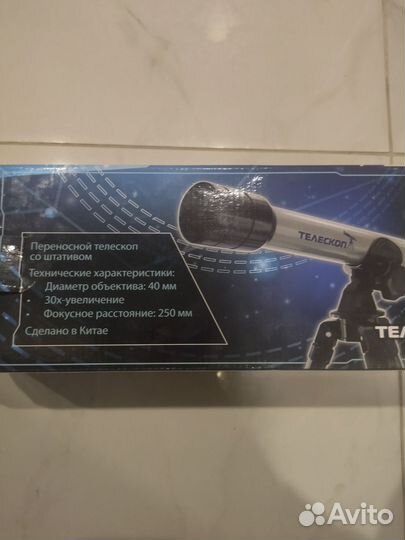 ТЕЛЕСКОП
Переносной телескоп
со штативом
Технические характеристики:
• Диаметр объектива: 40 мм
• 30х-увеличение
• Фокусное расстояние: 250 мм
Сделано в Китае
ТЕЛ
Avito